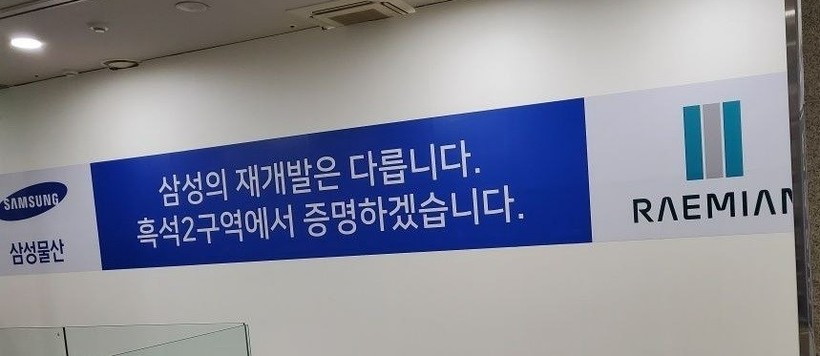 SAMSUNG
삼성물산
삼성의 재개발은 다릅니다.
흑석2구역에서 증명하겠습니다.
RAEMIAN